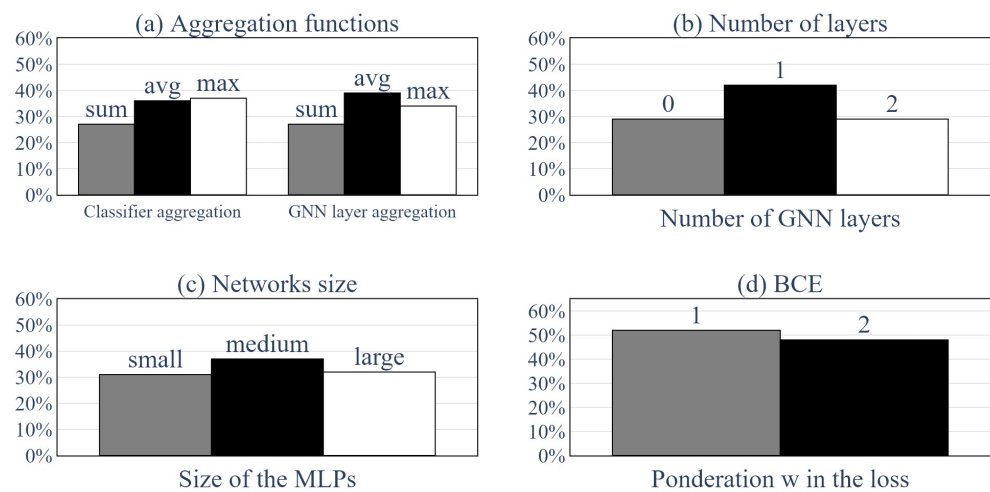 (a) Aggregation functions
60%
50%
40%
30%
20%
10%
0%
sum
avg
max
sum
avg
max
Classifier aggregation
GNN layer aggregation
(b) Number of layers
60%
50%
40%
30%
20%
10%
0%
0
1
2
Number of GNN layers
(c) Networks size
60%
50%
40%
30%
20%
10%
0%
small
medium
large
Size of the MLPs
(d) BCE
60%
50%
40%
30%
20%
10%
0%
1
2
Ponderation w in the loss